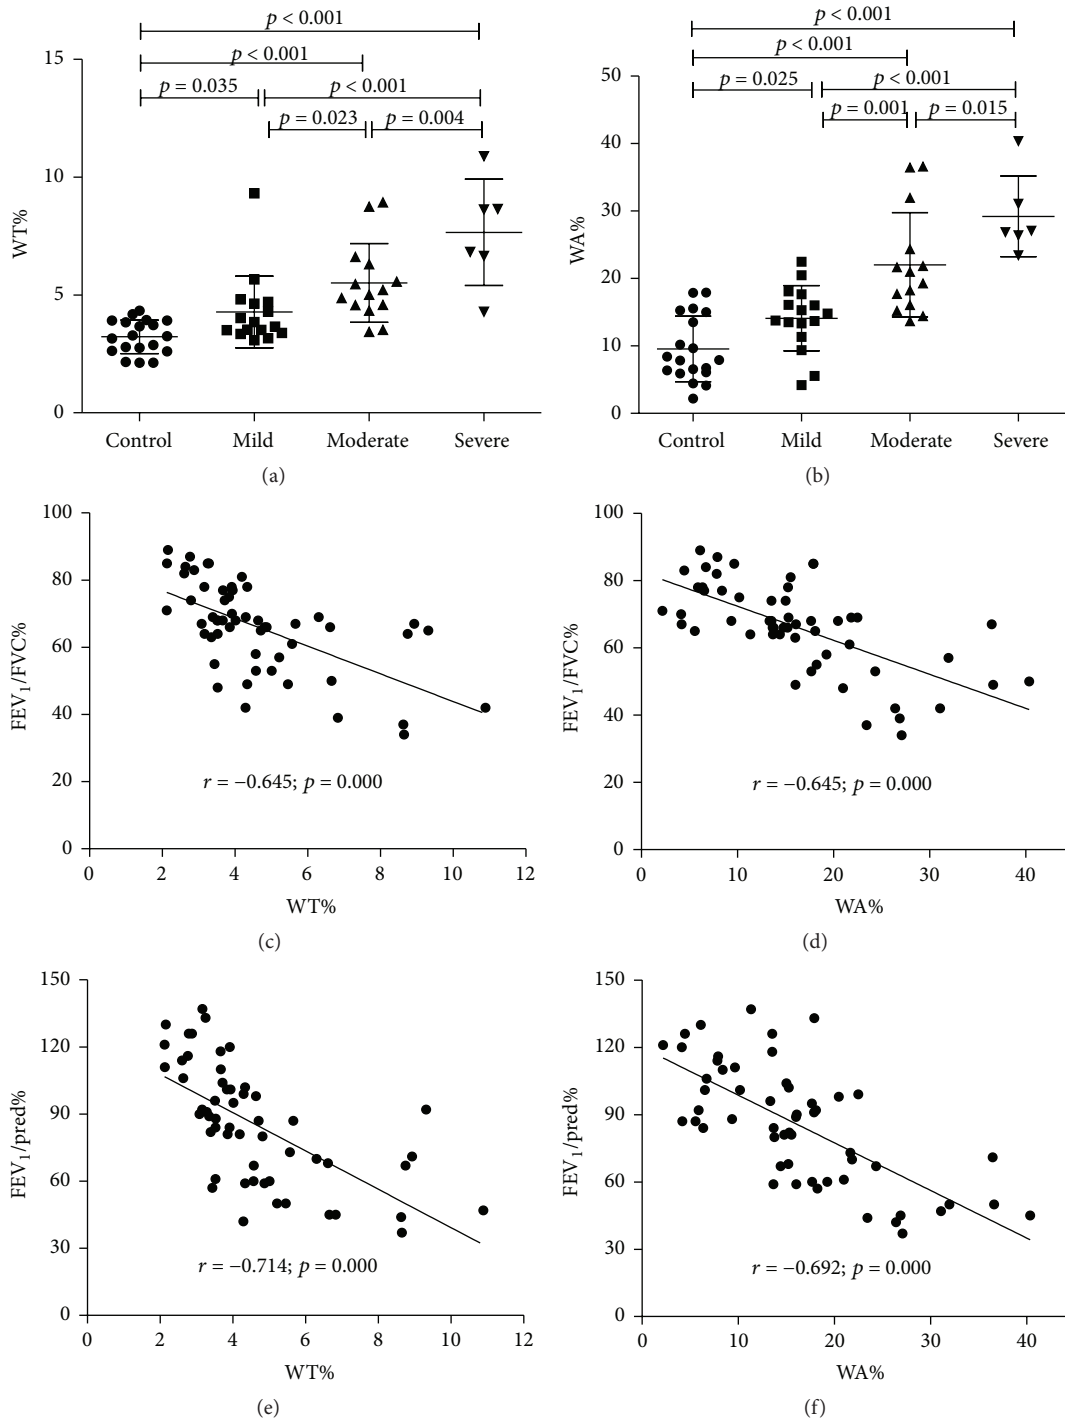 p < 0.001
p < 0.001
p = 0.035
p < 0.001
p = 0.023
p = 0.004
15
10
5
0
WT%
Control
Mild
Moderate
Severe
(a)
p < 0.001
p < 0.001
p = 0.025
p < 0.001
p = 0.001
p = 0.015
50
40
30
20
10
0
WA%
Control
Mild
Moderate
Severe
(b)
100
80
60
40
20
0
FEV1/FVC%
r = −0.645; p = 0.000
0 2 4 6 8 10 12
WT%
(c)
100
80
60
40
20
0
FEV1/FVC%
r = −0.645; p = 0.000
0 10 20 30 40
WA%
(d)
150
120
90
60
30
0
FEV1/pred%
r = −0.714; p = 0.000
0 2 4 6 8 10 12
WT%
(e)
150
120
90
60
30
0
FEV1/pred%
r = −0.692; p = 0.000
0 10 20 30 40
WA%
(f)